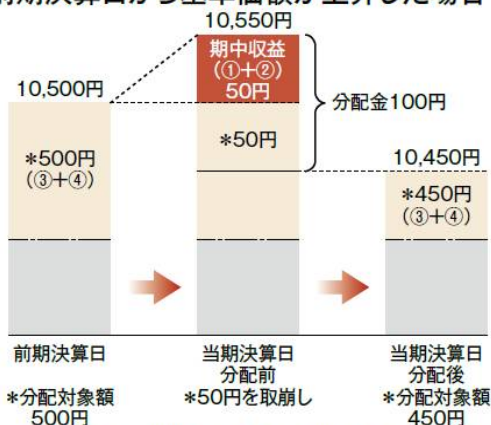 前期決算日から基準価額が上昇した場合
10,550円
期中収益
(①+②)
50円
10,500円
分配金100円
*500円
(③+④)
*50円
10,450円
*450円
(③+④)
前期決算日
当期決算日
分配前
当期決算日
分配後
*分配対象額
500円
*50円を取崩し
*分配対象額
450円